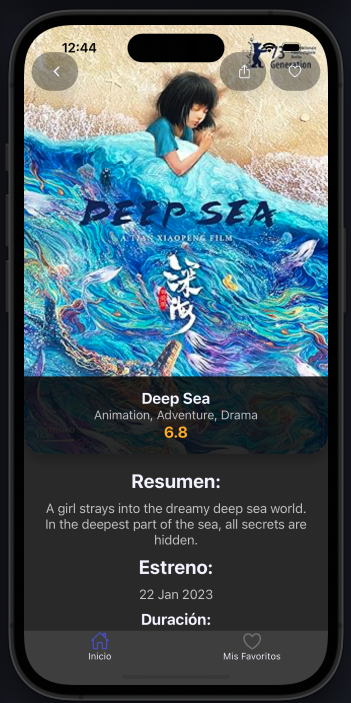 12:44
73
Generation
DEEP SEA
A TIAN XIAOPENG FILM
深海
Deep Sea
Animation, Adventure, Drama
6.8
Resumen:
A girl strays into the dreamy deep sea world.
In the deepest part of the sea, all secrets are
hidden.
Estreno:
22 Jan 2023
Duración:
Inicio
Mis Favoritos